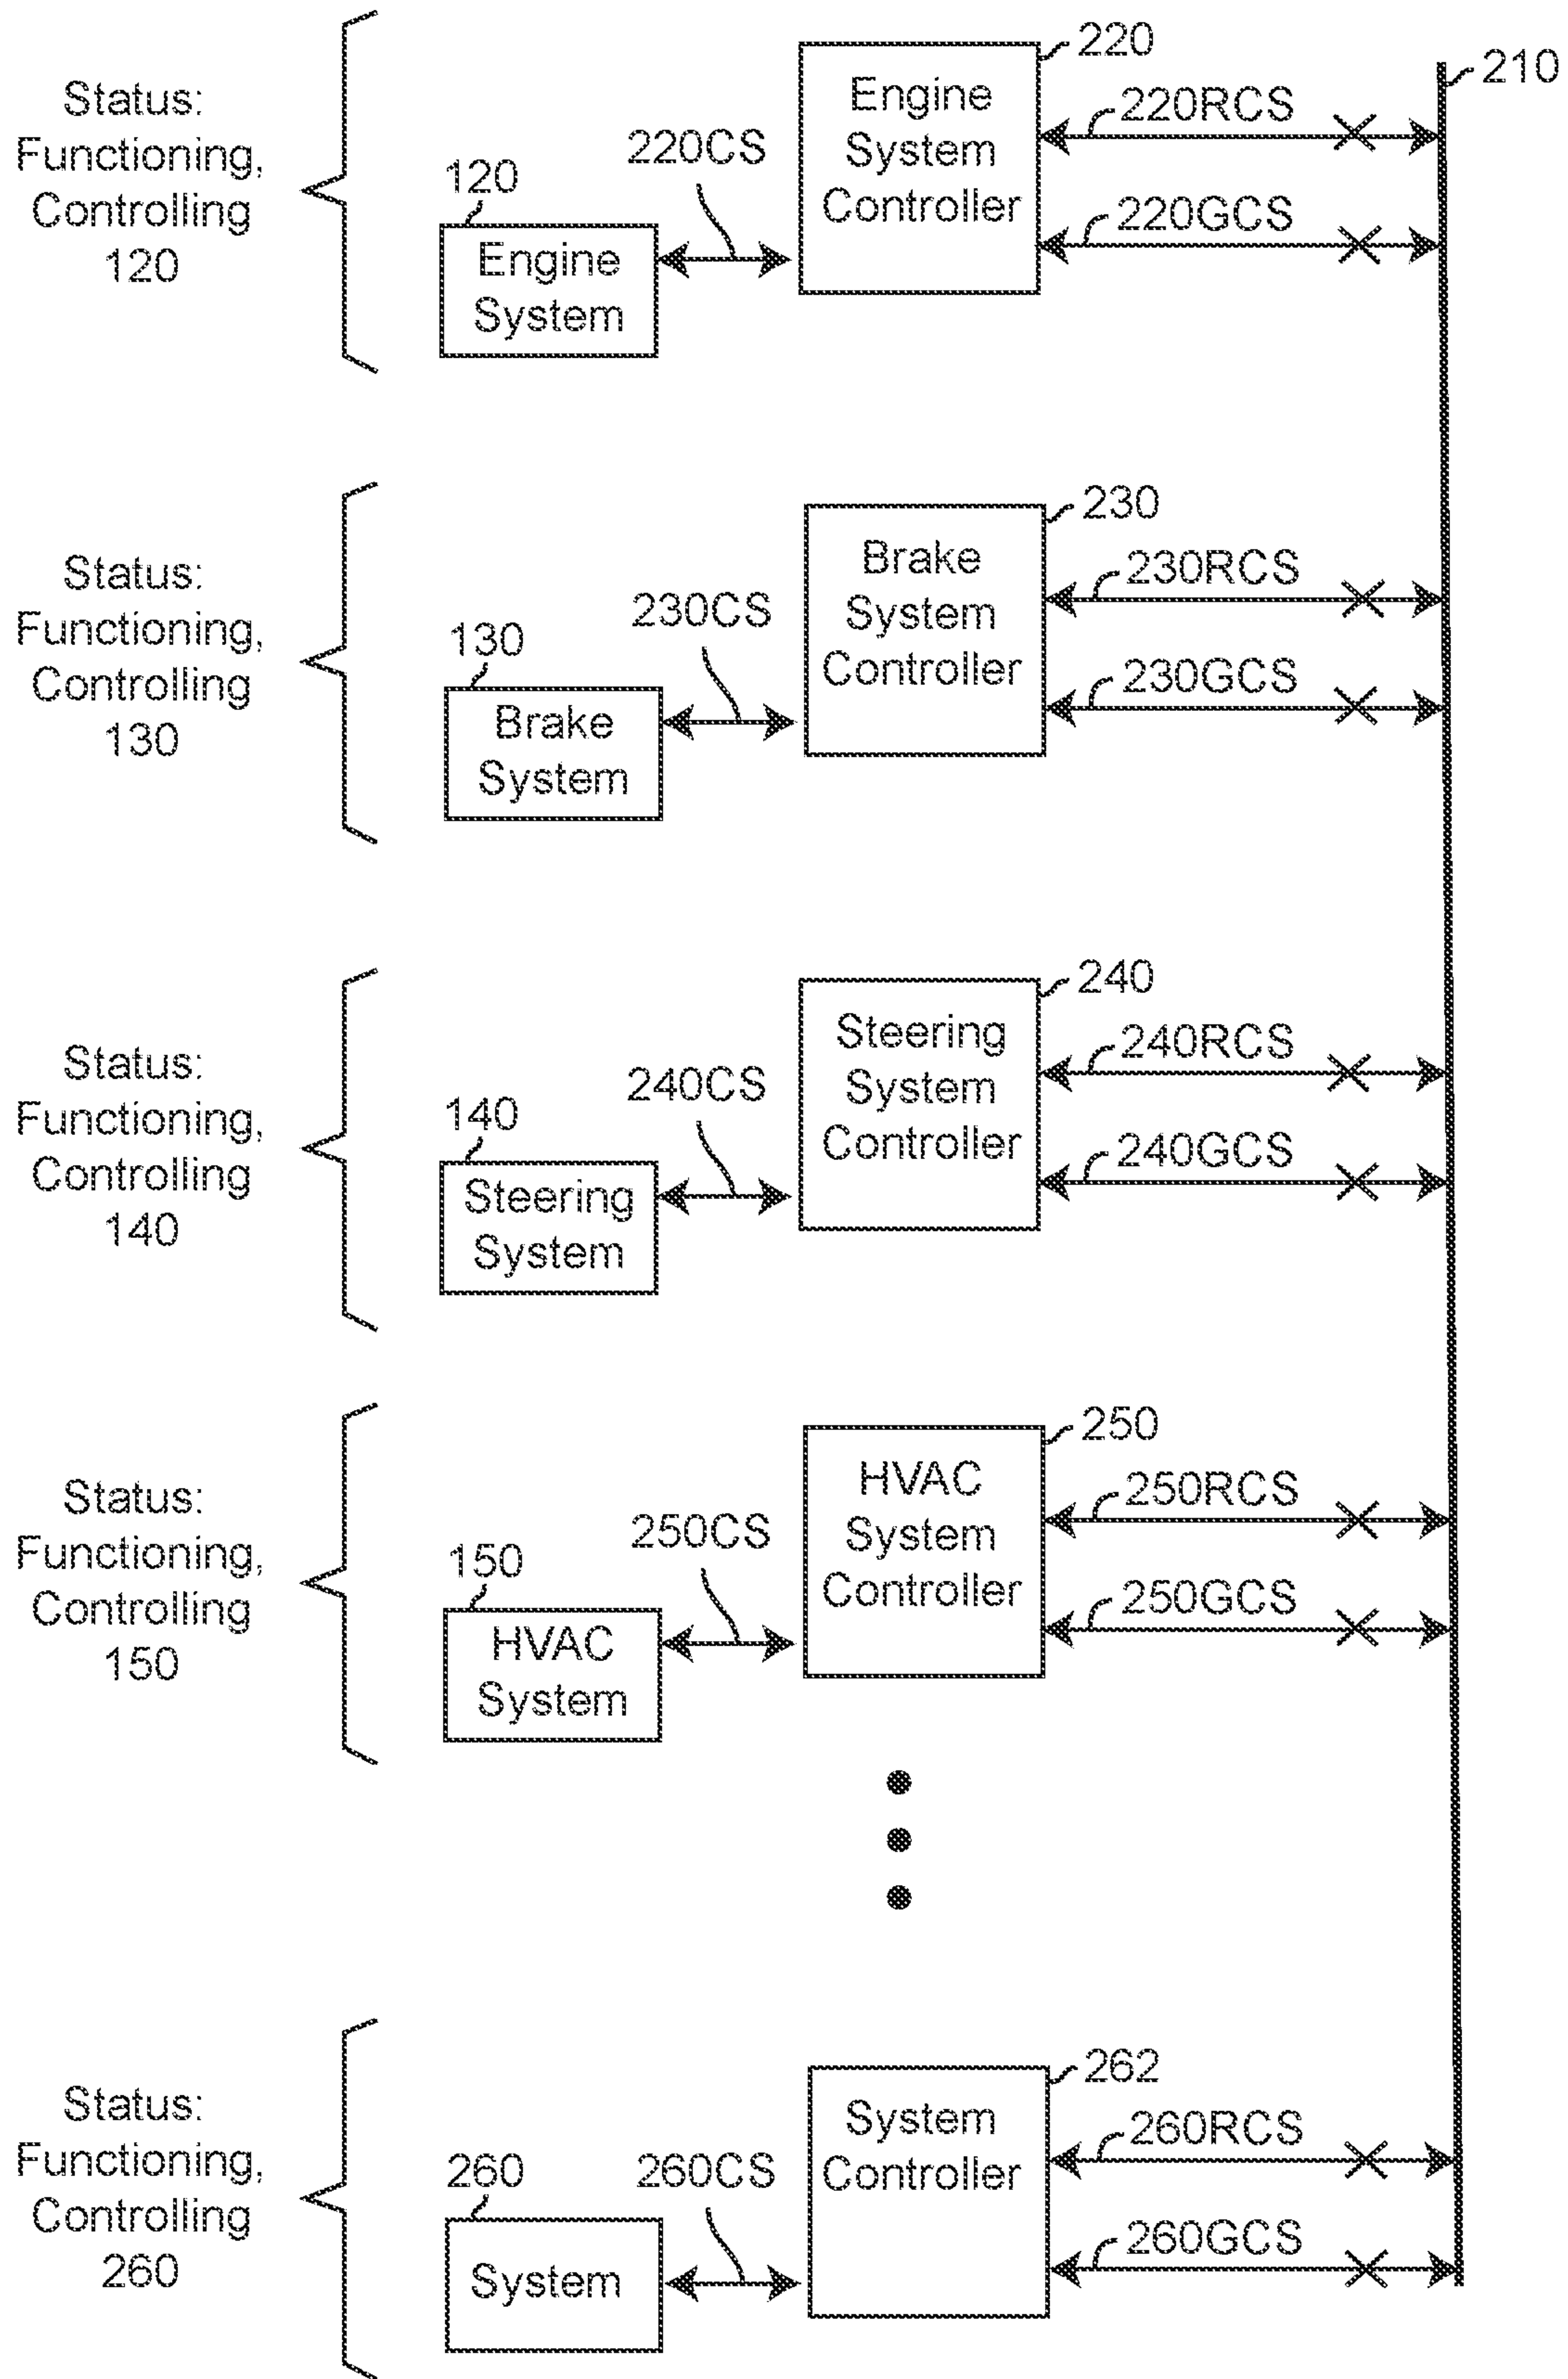 220
210
Status:
Functioning,
Controlling
120
Engine
System
Controller
220RCS
220CS
220GCS
120
Engine
System
230
Status:
Functioning,
Controlling
130
Brake
System
Controller
230RCS
230CS
230GCS
130
Brake
System
240
Status:
Functioning,
Controlling
140
Steering
System
Controller
240RCS
240CS
240GCS
140
Steering
System
250
Status:
Functioning,
Controlling
150
HVAC
System
Controller
250RCS
250CS
250GCS
150
HVAC
System
262
Status:
Functioning,
Controlling
260
System
Controller
260RCS
260CS
260GCS
260
System